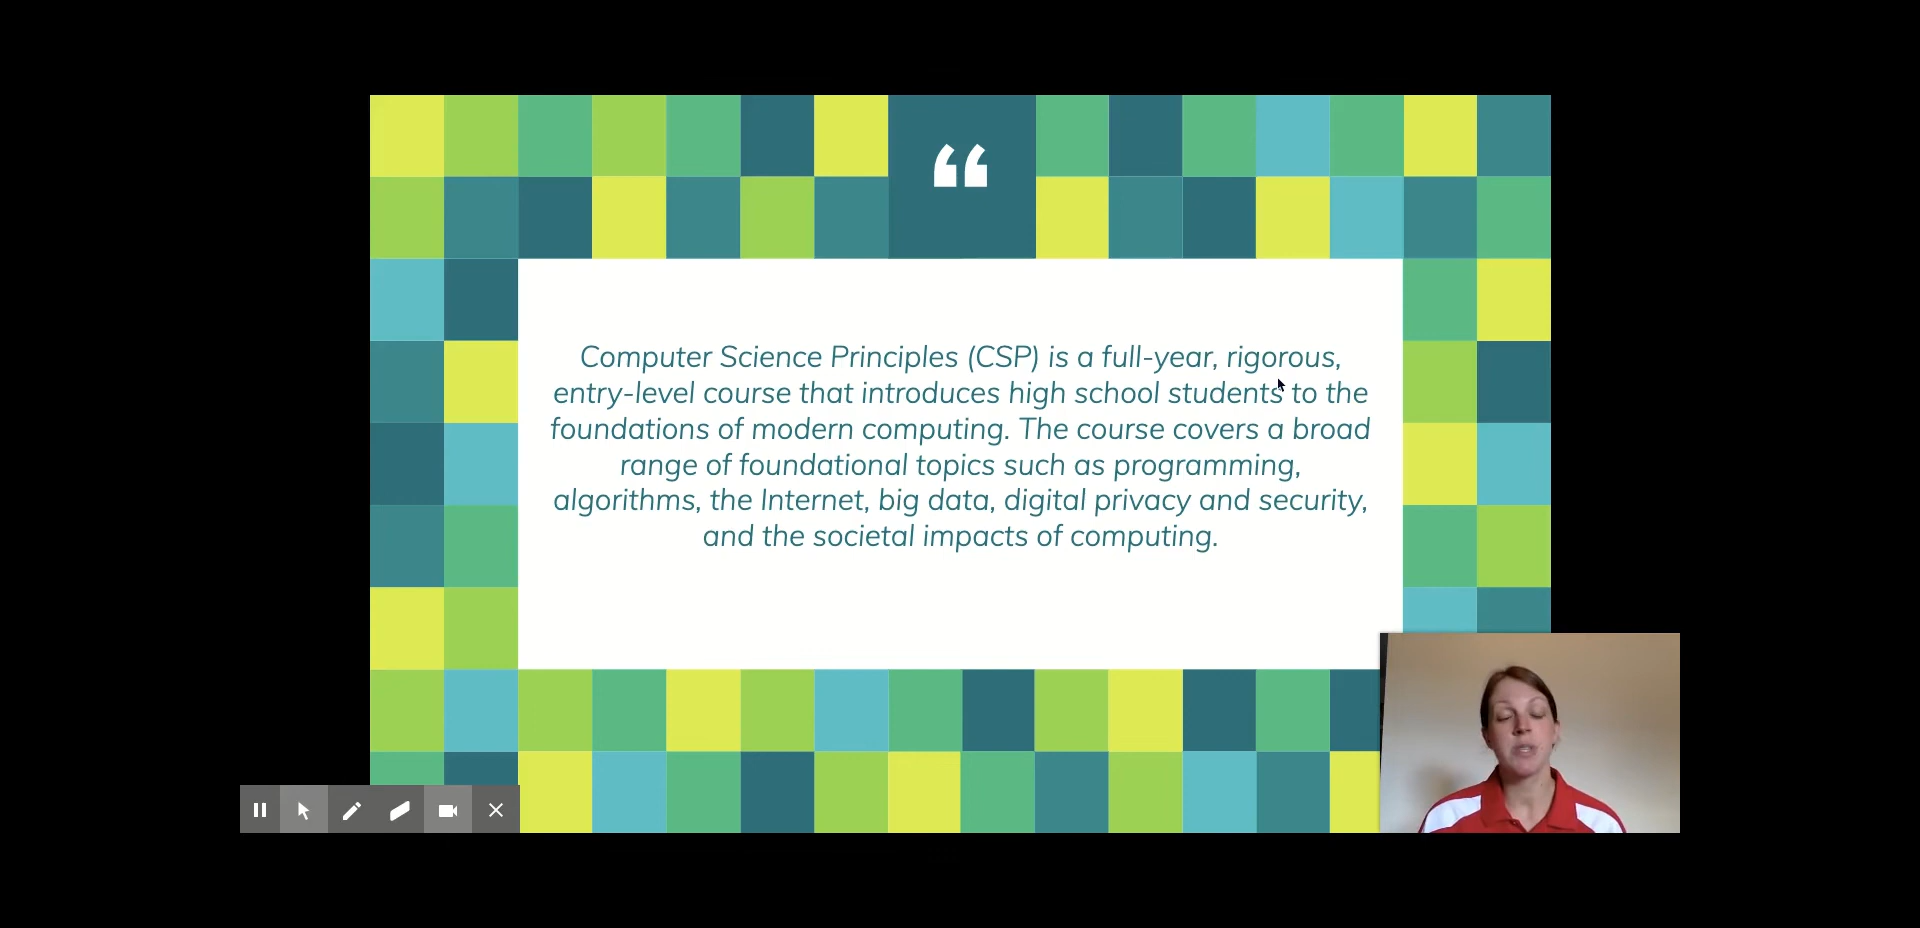 “
Computer Science Principles (CSP) is a full-year, rigorous,
entry-level course that introduces high school students to the
foundations of modern computing. The course covers a broad
range of foundational topics such as programming,
algorithms, the Internet, big data, digital privacy and security,
and the societal impacts of computing.